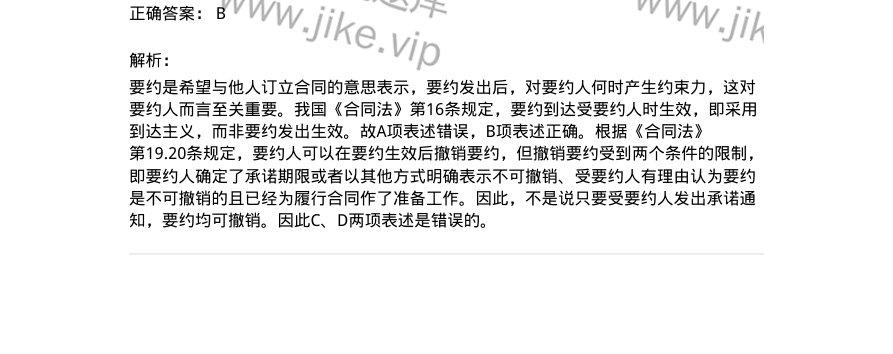 正确答案： B
www.jike.vip
www.jike
解析：
要约是希望与他人订立合同的意思表示，要约发出后，对要约人何时产生约束力，这对
要约人而言至关重要。我国《合同法》第16条规定，要约到达受要约人时生效，即采用
到达主义，而非要约发出生效。故A项表述错误，B项表述正确。根据《合同法》
第19.20条规定，要约人可以在要约生效后撤销要约，但撤销要约受到两个条件的限制，
即要约人确定了承诺期限或者以其他方式明确表示不可撤销、受要约人有理由认为要约
是不可撤销的且已经为履行合同作了准备工作。因此，不是说只要受要约人发出承诺通
知，要约均可撤销。因此C、D两项表述是错误的。